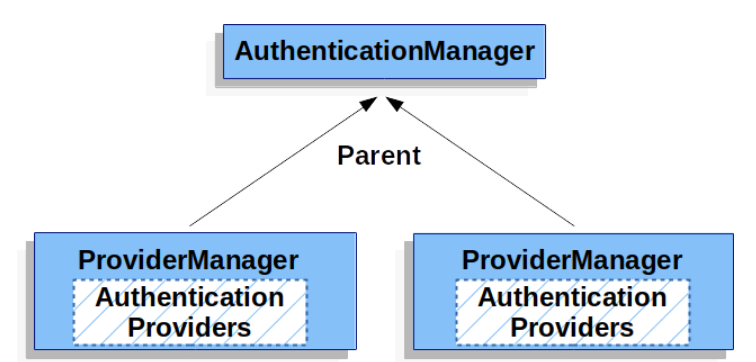 AuthenticationManager
Parent
ProviderManager
Authentication
Providers
ProviderManager
Authentication
Providers